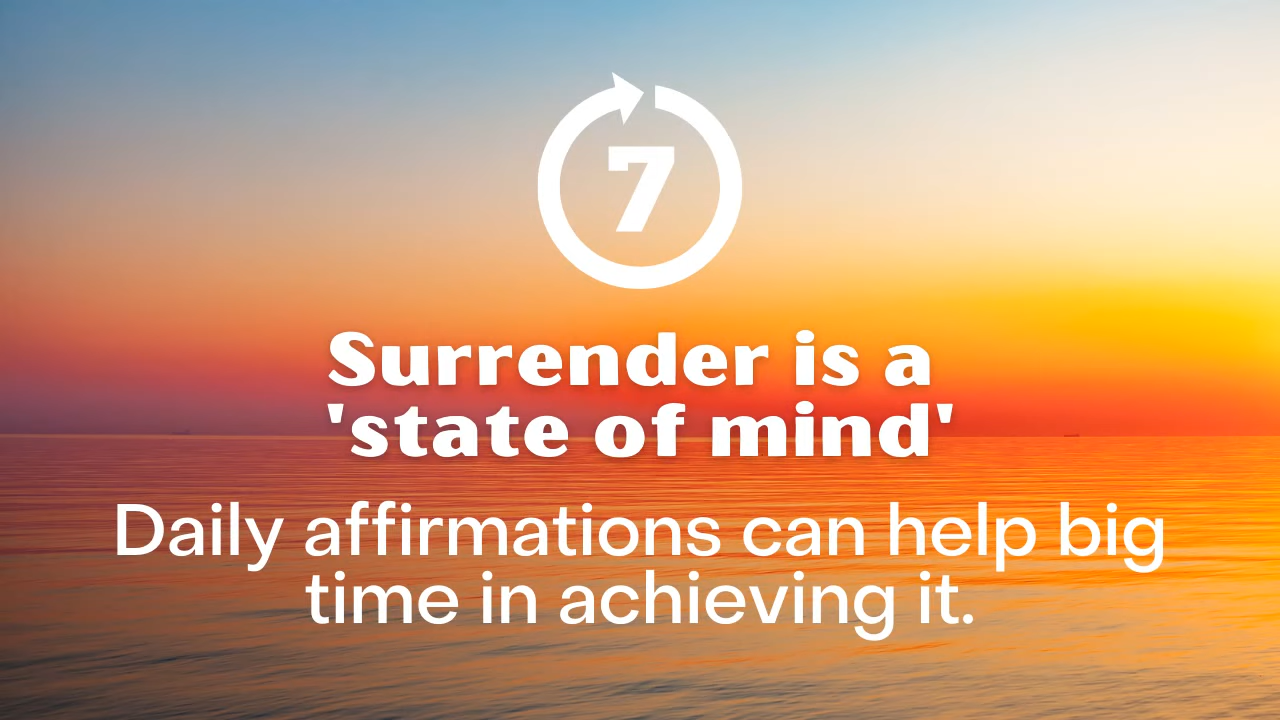 7
Surrender is a
'state of mind'
Daily affirmations can help big
time in achieving it.